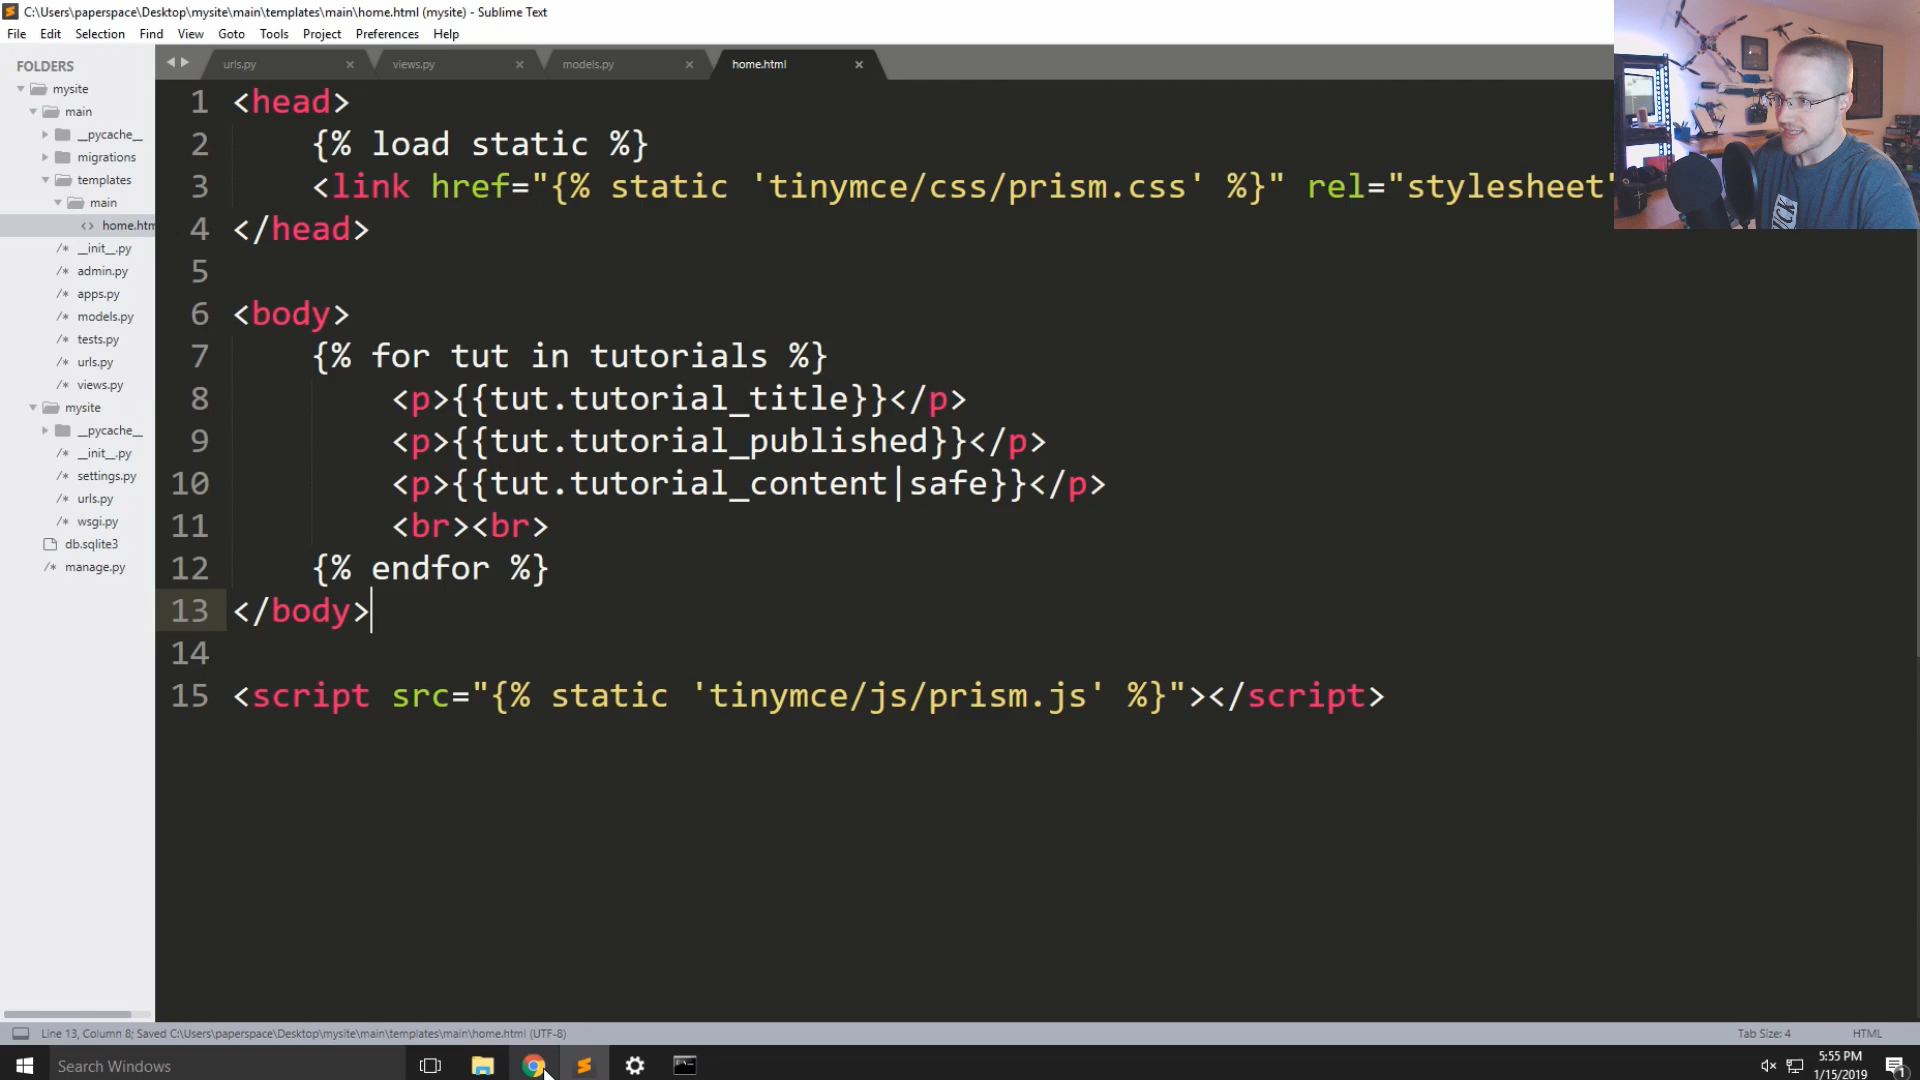 C:\Users\paperspace\Desktop\mysite\main\templates\main\home.html (mysite) - Sublime Text
File Edit Selection Find View Goto Tools Project Preferences Help
FOLDERS
mysite
main
__pycache__
migrations
templates
main
home.htm
__init__.py
admin.py
apps.py
models.py
tests.py
urls.py
views.py
mysite
__pycache__
__init__.py
settings.py
urls.py
wsgi.py
db.sqlite3
manage.py
urls.py views.py models.py home.html
1 <head>
2 {% load static %}
3 <link href="{% static 'tinymce/css/prism.css' %}" rel="stylesheet"
4 </head>
5
6 <body>
7 {% for tut in tutorials %}
8 <p>{{tut.tutorial_title}}</p>
9 <p>{{tut.tutorial_published}}</p>
10 <p>{{tut.tutorial_content|safe}}</p>
11 <br><br>
12 {% endfor %}
13 </body>
14
15 <script src="{% static 'tinymce/js/prism.js' %}"></script>
Line 13, Column 8; Saved C:\Users\paperspace\Desktop\mysite\main\templates\main\home.html (UTF-8)
Tab Size: 4 HTML
Search Windows
5:55 PM
1/15/2019
1